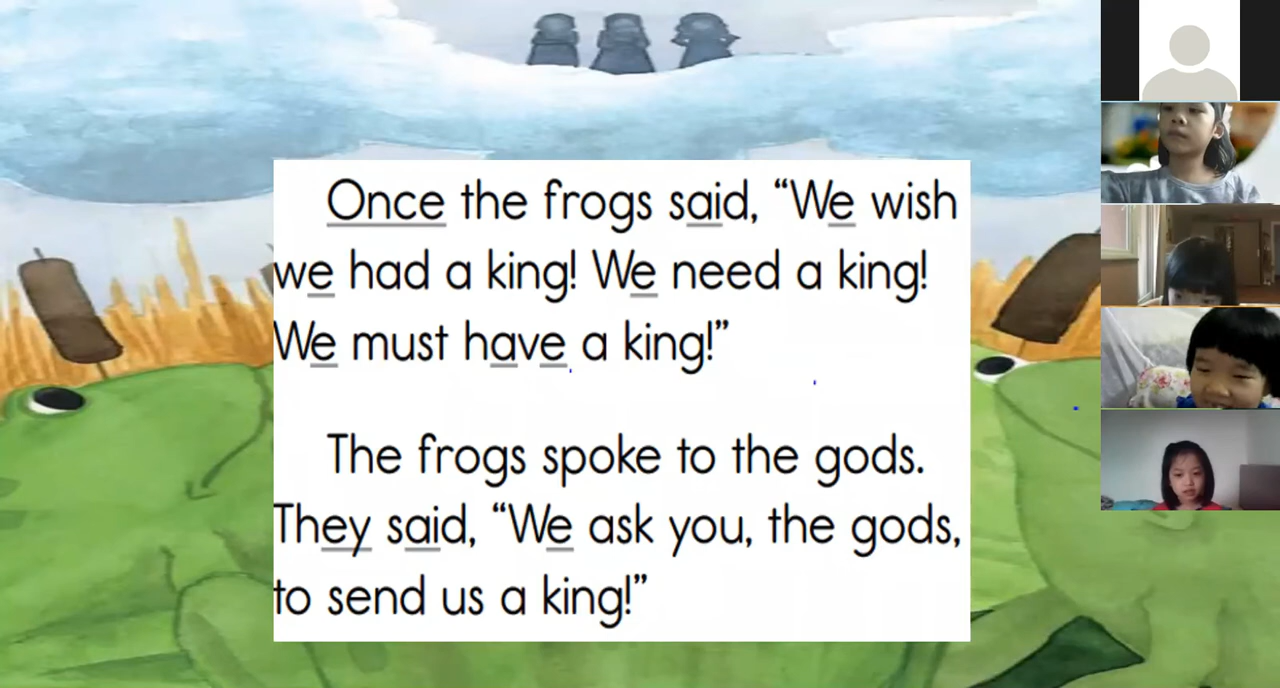 Once the frogs said, “We wish
we had a king! We need a king!
We must have a king!”
The frogs spoke to the gods.
They said, “We ask you, the gods,
to send us a king!”